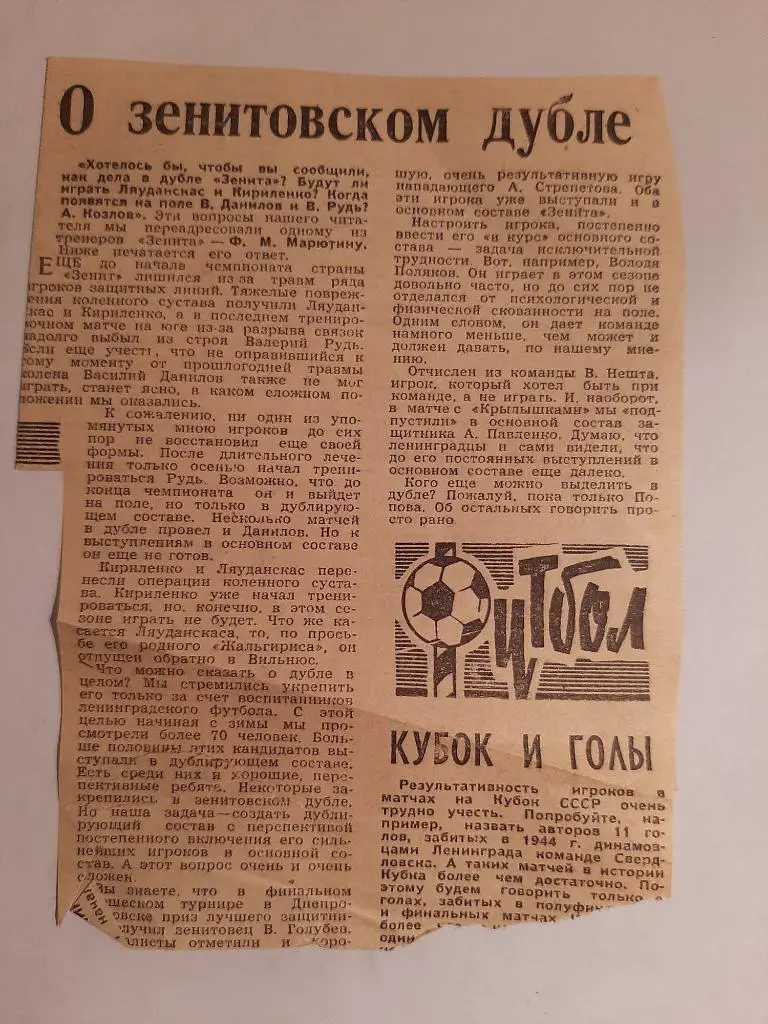 О зенитовском дубле
«Хотелось бы, чтобы вы сообщили,
как дела в дубле «Зенита»? Будут ли
играть Ляуданскас и Кириленко? Когда
появятся на поле В. Данилов и В. Рудь?
А. Козлов». Эти вопросы нашего чита-
теля мы переадресовали одному из
тренеров «Зенита» — Ф. М. Марютину.
Ниже печатается его ответ.
ЕЩЕ до начала чемпионата страны
«Зенит» лишился из-за травм ряда
игроков защитных линий. Тяжелые повреж-
дения коленного сустава получили Ляудан-
скас и Кириленко, а в последнем трениро-
вочном матче на юге из-за разрыва связок
надолго выбыл из строя Валерий Рудь.
Если еще учесть, что не оправившийся к
тому моменту от прошлогодней травмы
колена Василий Данилов также не мог
играть, станет ясно, в каком сложном по-
ложении мы оказались.
К сожалению, ни один из упо-
мянутых мною игроков до сих
пор не восстановил еще своей
формы. После длительного лече-
ния только осенью начал трени-
роваться Рудь. Возможно, что до
конца чемпионата он и выйдет
на поле, но только в дублирую-
щем составе. Несколько матчей
в дубле провел и Данилов. Но к
выступлениям в основном составе
он еще не готов.
Кириленко и Ляуданскас пере-
несли операции коленного суста-
ва. Кириленко уже начал трени-
роваться, но, конечно, в этом се-
зоне играть не будет. Что же ка-
сается Ляуданскаса, то, по прось-
бе его родного «Жальгириса», он
отпущен обратно в Вильнюс.
Что можно сказать о дубле в
целом? Мы стремились укрепить
его только за счет воспитанников
ленинградского футбола. С этой
целью начиная с зимы мы про-
смотрели более 70 человек. Боль-
ше половины этих кандидатов вы-
ступали в дублирующем составе.
Есть среди них и хорошие, перс-
пективные ребята. Некоторые за-
крепились в зенитовском дубле.
Но наша задача — создать дубли-
рующий состав с перспективой
постепенного включения его силь-
нейших игроков в основной со-
став. А этот вопрос очень и очень
сложен.
Вы знаете, что в финальном
юношеском турнире в Днепро-
овске приз лучшего защитни-
лучил зенитовец В. Голубев.
алисты отметили и хоро-
шую, очень результативную игру
нападающего А. Стрепетова. Оба
эти игрока уже выступали и в
основном составе «Зенита».
Настроить игрока, постепенно
ввести его «в курс» основного со-
става — задача исключительной
трудности. Вот, например, Володя
Поляков. Он играет в этом сезоне
довольно часто, но до сих пор не
отделался от психологической и
физической скованности на поле.
Одним словом, он дает команде
намного меньше, чем может и
должен давать, по нашему мне-
нию.
Отчислен из команды В. Нешта,
игрок, который хотел быть при
команде, а не играть. И, наоборот,
в матче с «Крылышками» мы «под-
пустили» в основной состав за-
щитника А. Павленко. Думаю, что
ленинградцы и сами видели, что
до его постоянных выступлений в
основном составе еще далеко.
Кого еще можно выделить в
дубле? Пожалуй, пока только По-
пова. Об остальных говорить про-
сто рано.
Футбол
КУБОК И ГОЛЫ
Результативность игроков в
матчах на Кубок СССР очень
трудно учесть. Попробуйте, на-
пример, назвать авторов 11 го-
лов, забитых в 1944 г. динамов-
цами Ленинграда команде Сверд-
ловска. А таких матчей в истории
Кубка более чем достаточно. По-
этому будем говорить только о
голах, забитых в полуфи
и финальных матчах
более
один